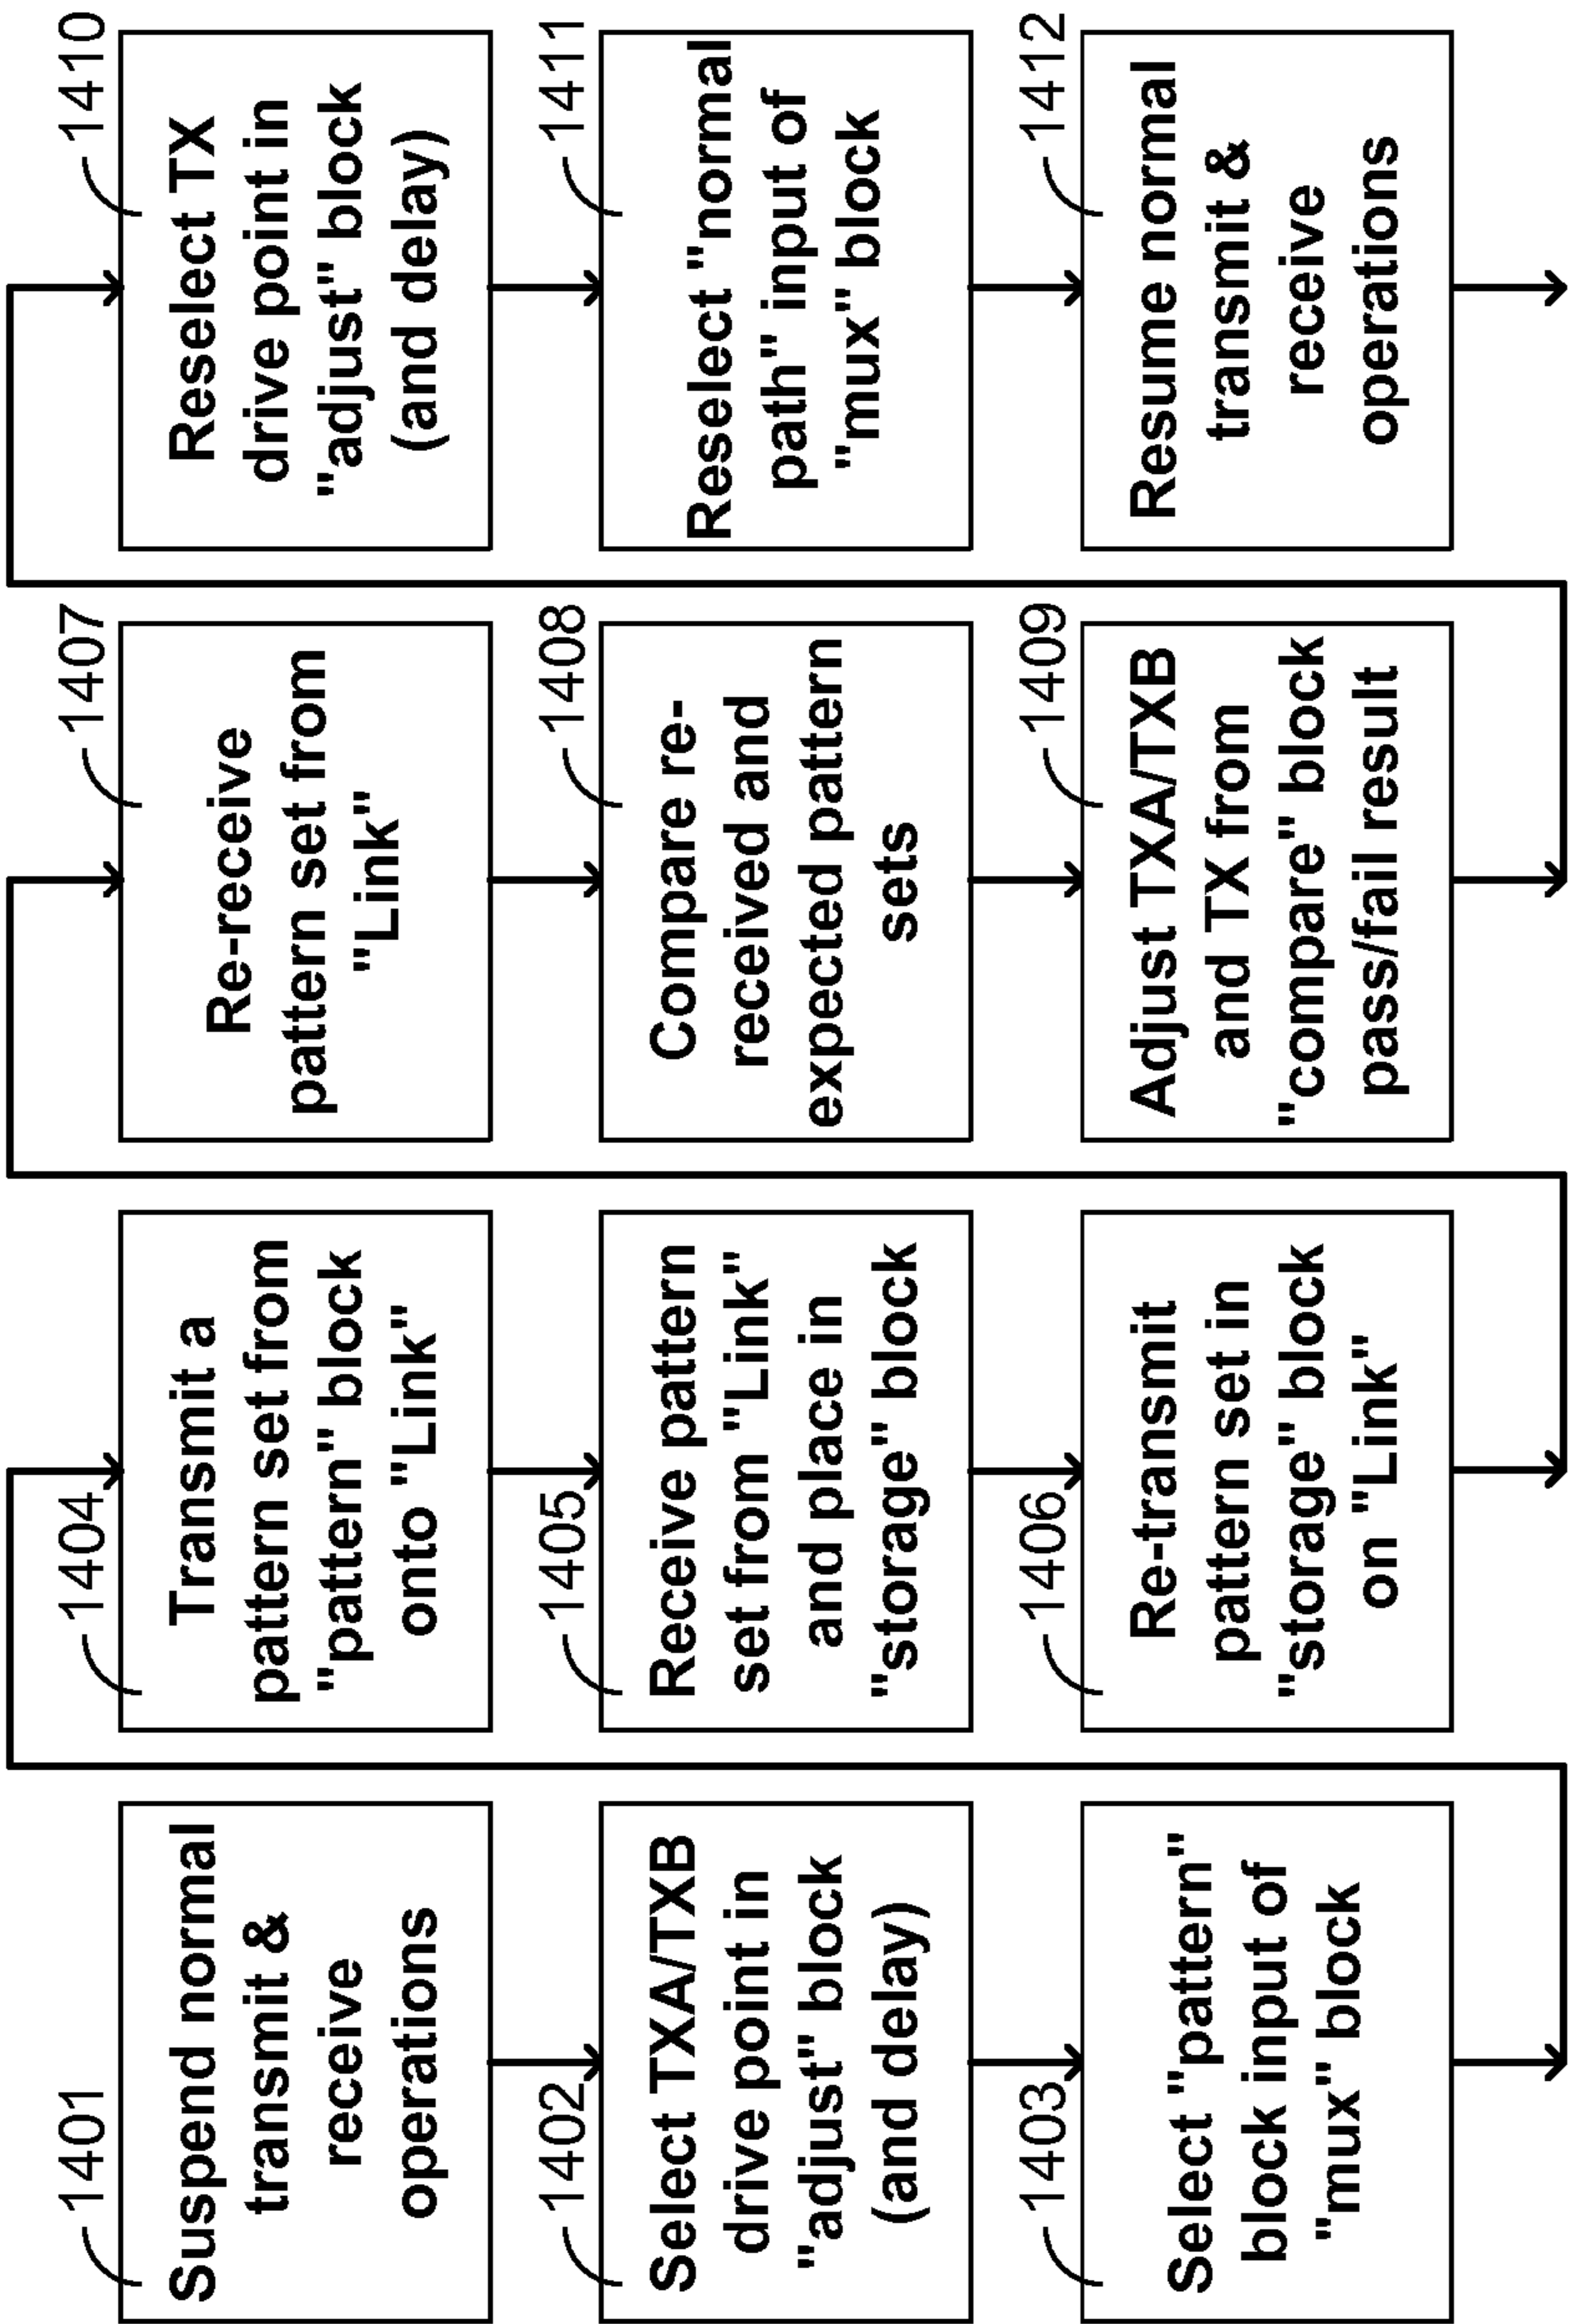 1401
Suspend normal
transmit &
receive
operations
1402
Select TXA/TXB
drive point in
"adjust" block
(and delay)
1403
Select "pattern"
block input of
"mux" block
1404
Transmit a
pattern set from
"pattern" block
onto "Link"
1405
Receive pattern
set from "Link"
and place in
"storage" block
1406
Re-transmit
pattern set in
"storage" block
on "Link"
1407
Re-receive
pattern set from
"Link"
1408
Compare re-
received and
expected pattern
sets
1409
Adjust TXA/TXB
and TX from
"compare" block
pass/fail result
1410
Reselect TX
drive point in
"adjust" block
(and delay)
1411
Reselect "normal
path" input of
"mux" block
1412
Resume normal
transmit &
receive
operations